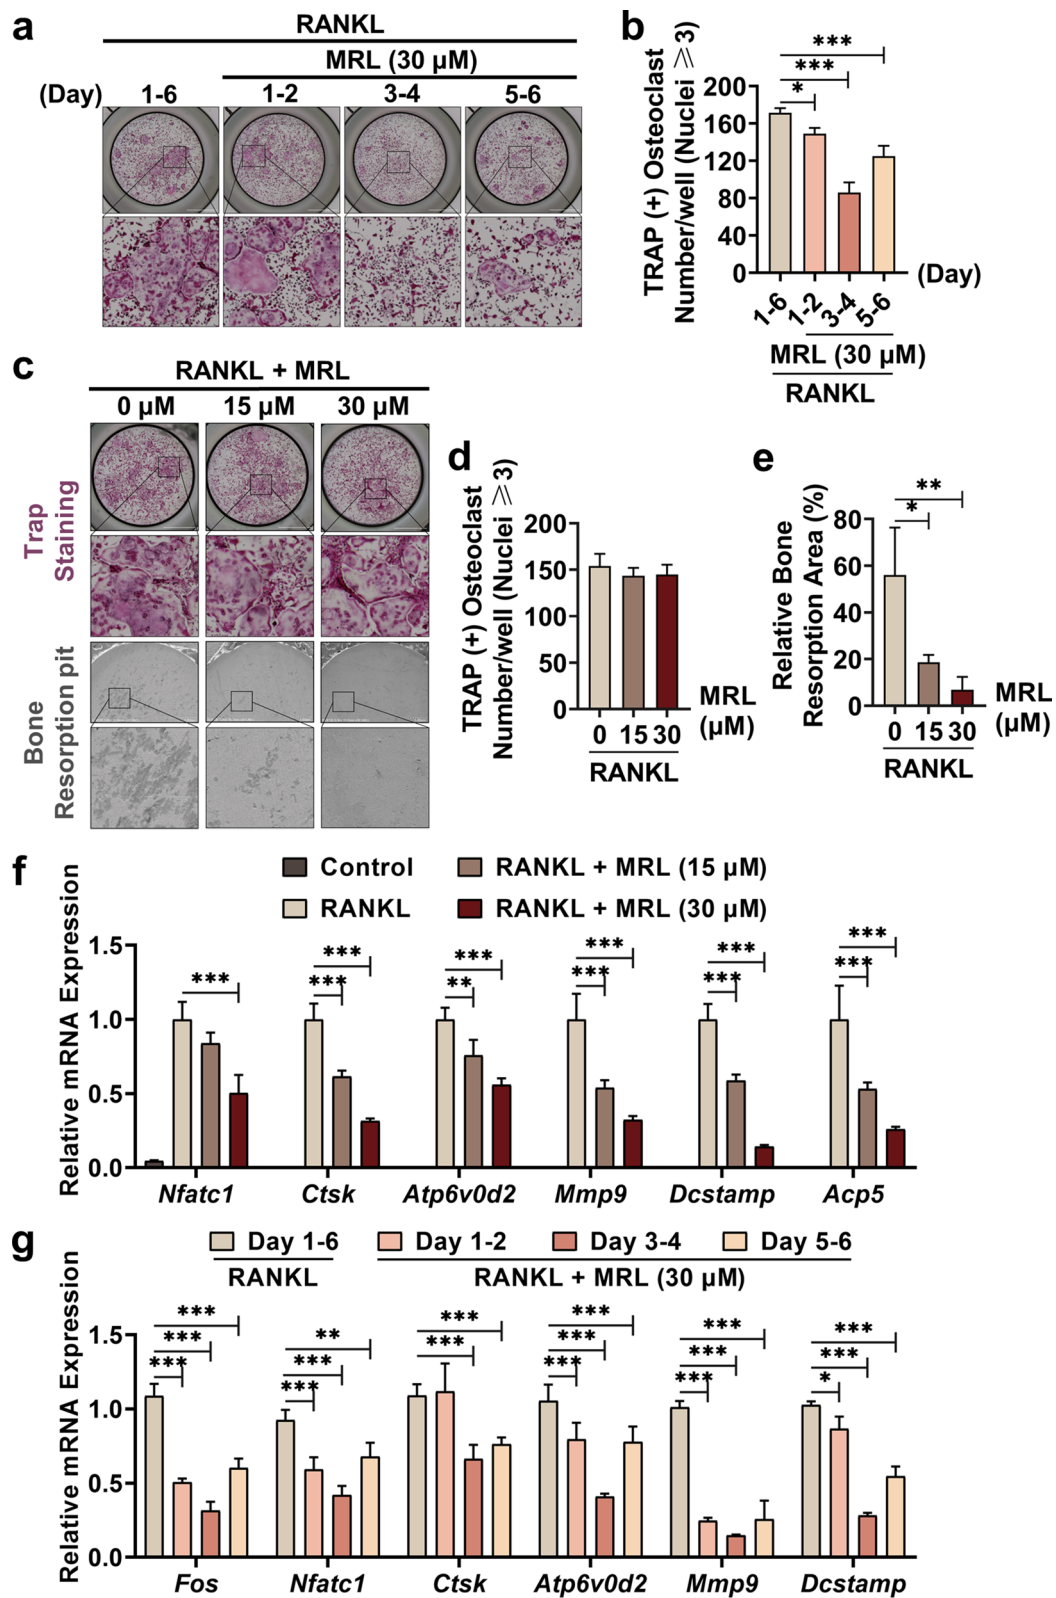 a
RANKL
MRL (30 μM)
(Day) 1-6 1-2 3-4 5-6
b
TRAP (+) Osteoclast
Number/well (Nuclei ≥ 3)
200
160
120
80
40
0
***
***
*
1-6 1-2 3-4 5-6 (Day)
MRL (30 μM)
RANKL
c
RANKL + MRL
0 μM 15 μM 30 μM
Trap
Staining
Bone
Resorption pit
d
TRAP (+) Osteoclast
Number/well (Nuclei ≥ 3)
200
150
100
50
0
0 15 30
MRL
(μM)
RANKL
e
Relative Bone
Resorption Area (%)
80
60
40
20
0
**
*
0 15 30
MRL
(μM)
RANKL
f
Control RANKL + MRL (15 μM)
RANKL RANKL + MRL (30 μM)
Relative mRNA Expression
1.5
1.0
0.5
0.0
***
*** ***
*** **
*** ***
*** ***
*** ***
Nfatc1 Ctsk Atp6v0d2 Mmp9 Dcstamp Acp5
g
Day 1-6 Day 1-2 Day 3-4 Day 5-6
RANKL RANKL + MRL (30 μM)
Relative mRNA Expression
1.5
1.0
0.5
0.0
*** *** ***
** *** ***
*** ***
*** *** ***
*** *** ***
*** *** *
Fos Nfatc1 Ctsk Atp6v0d2 Mmp9 Dcstamp